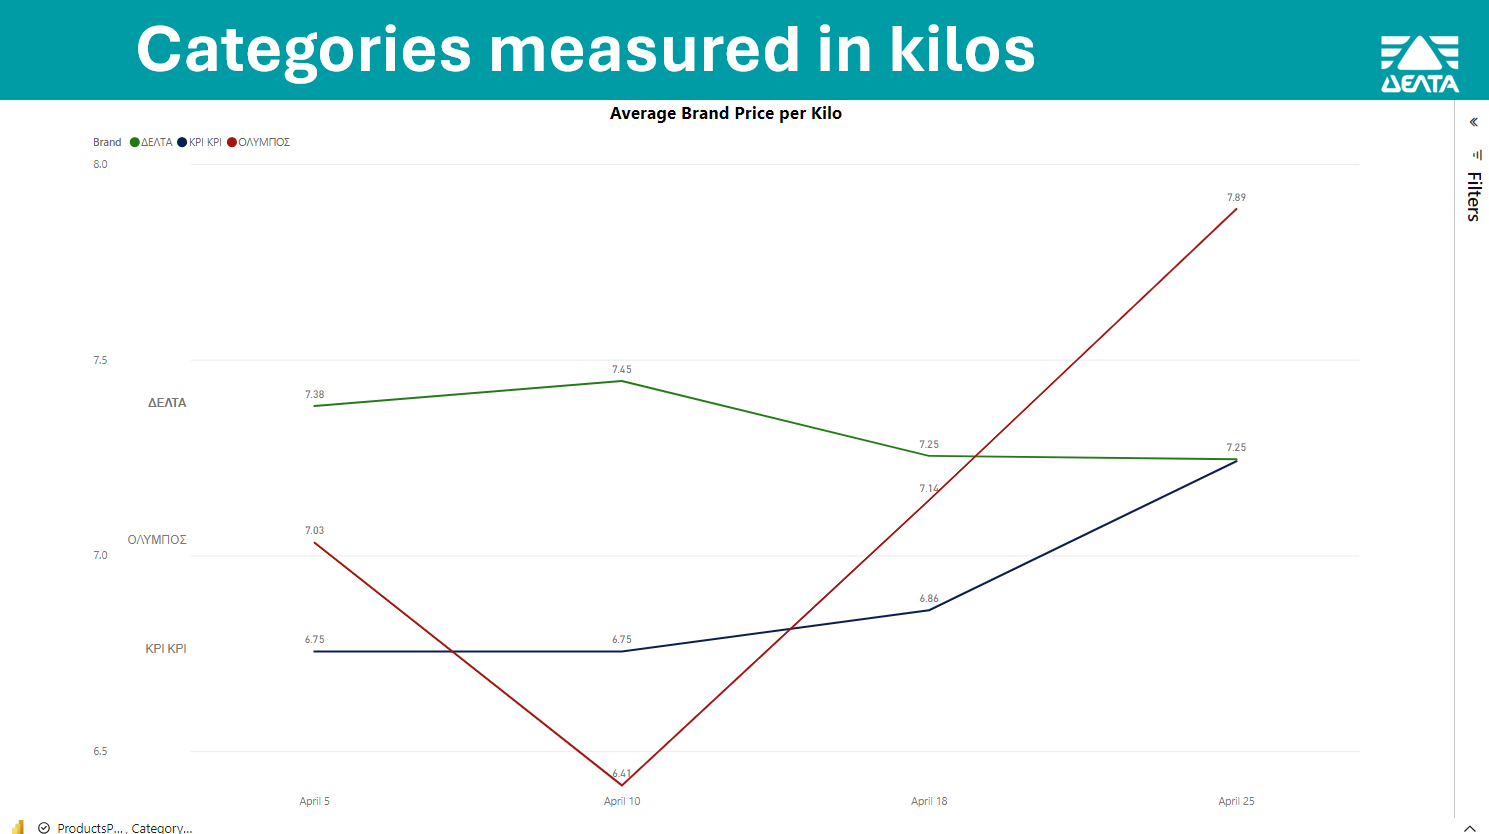 Categories measured in kilos
ΔΕΛΤΑ
Average Brand Price per Kilo
Brand ΔΕΛΤΑ ΚΡΙ ΚΡΙ ΟΛΥΜΠΟΣ
Filters
8.0
7.89
7.5
7.45
7.38
ΔΕΛΤΑ
7.25
7.25
7.14
7.03
ΟΛΥΜΠΟΣ
7.0
6.86
6.75
6.75
ΚΡΙ ΚΡΙ
6.5
6.41
April 5 April 10 April 18 April 25
ProductsP... , Category...